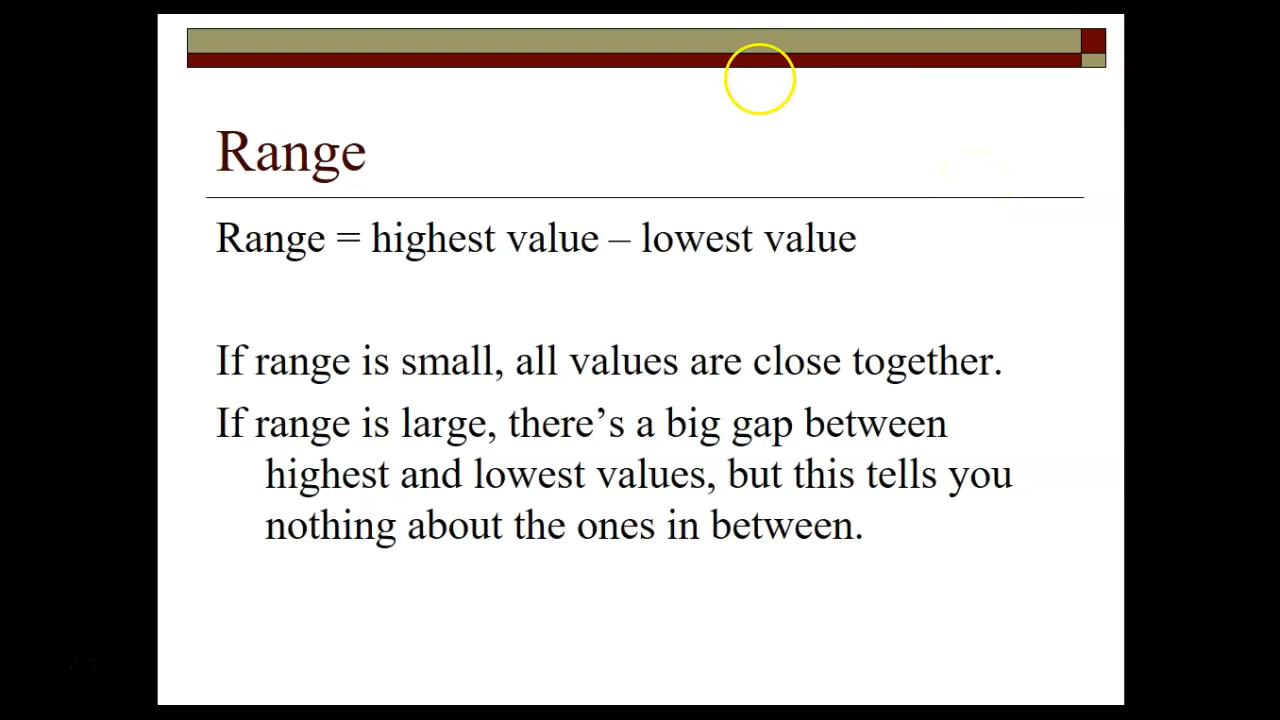 Range
Range = highest value – lowest value
If range is small, all values are close together.
If range is large, there’s a big gap between
highest and lowest values, but this tells you
nothing about the ones in between.